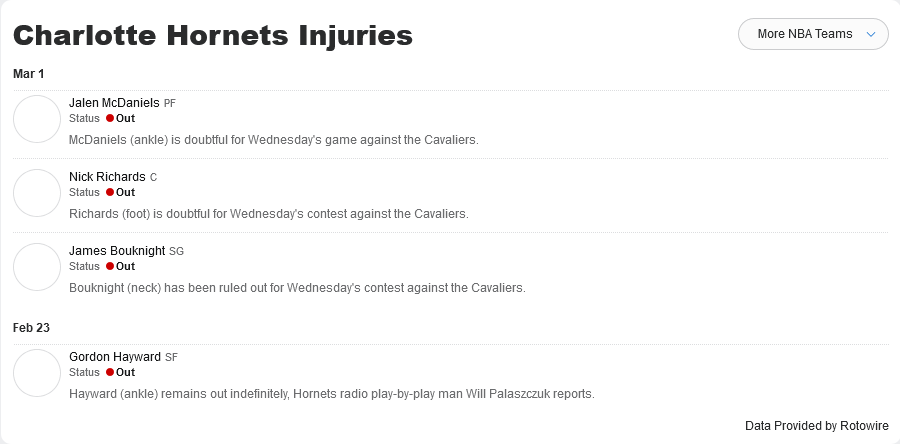 Charlotte Hornets Injuries
More NBA Teams
Mar 1
Jalen McDaniels PF
Status Out
McDaniels (ankle) is doubtful for Wednesday's game against the Cavaliers.
Nick Richards C
Status Out
Richards (foot) is doubtful for Wednesday's contest against the Cavaliers.
James Bouknight SG
Status Out
Bouknight (neck) has been ruled out for Wednesday's contest against the Cavaliers.
Feb 23
Gordon Hayward SF
Status Out
Hayward (ankle) remains out indefinitely, Hornets radio play-by-play man Will Palaszczuk reports.
Data Provided by Rotowire